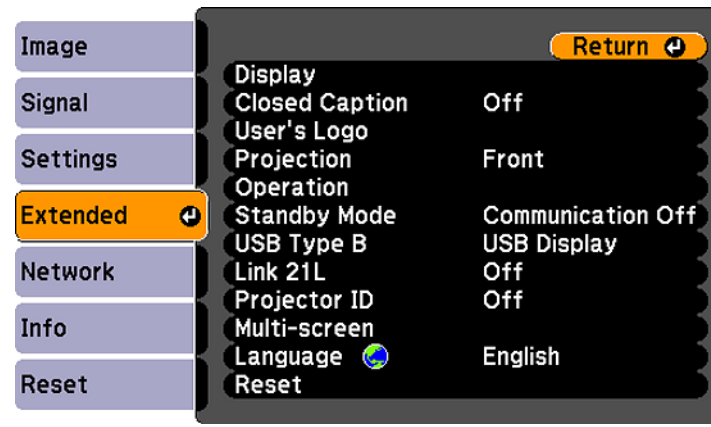 Image
Signal
Settings
Extended
Network
Info
Reset
Return
Display
Closed Caption Off
User's Logo
Projection Front
Operation
Standby Mode Communication Off
USB Type B USB Display
Link 21L Off
Projector ID Off
Multi-screen
Language English
Reset